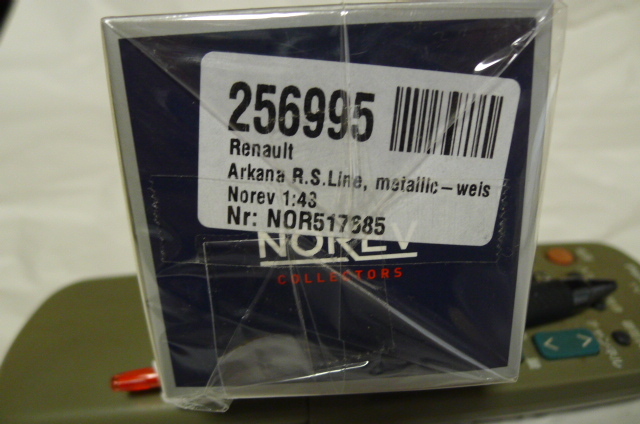 256995
Renault
Arkana R.S.Line, metallic-weis
Norev 1:43
Nr: NOR517685
NOREV
COLLECTORS